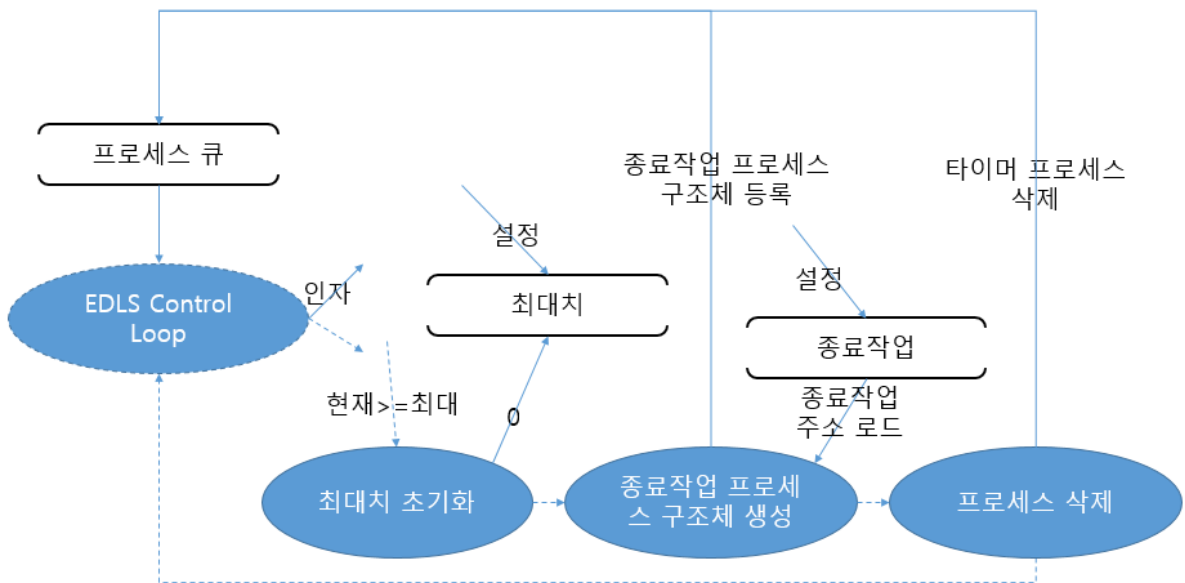 프로세스 큐
종료작업 프로세스
구조체 등록
타이머 프로세스
삭제
설정
설정
EDLS Control
Loop
인자
최대치
종료작업
현재>=최대
0
종료작업
주소 로드
최대치 초기화
종료작업 프로세
스 구조체 생성
프로세스 삭제